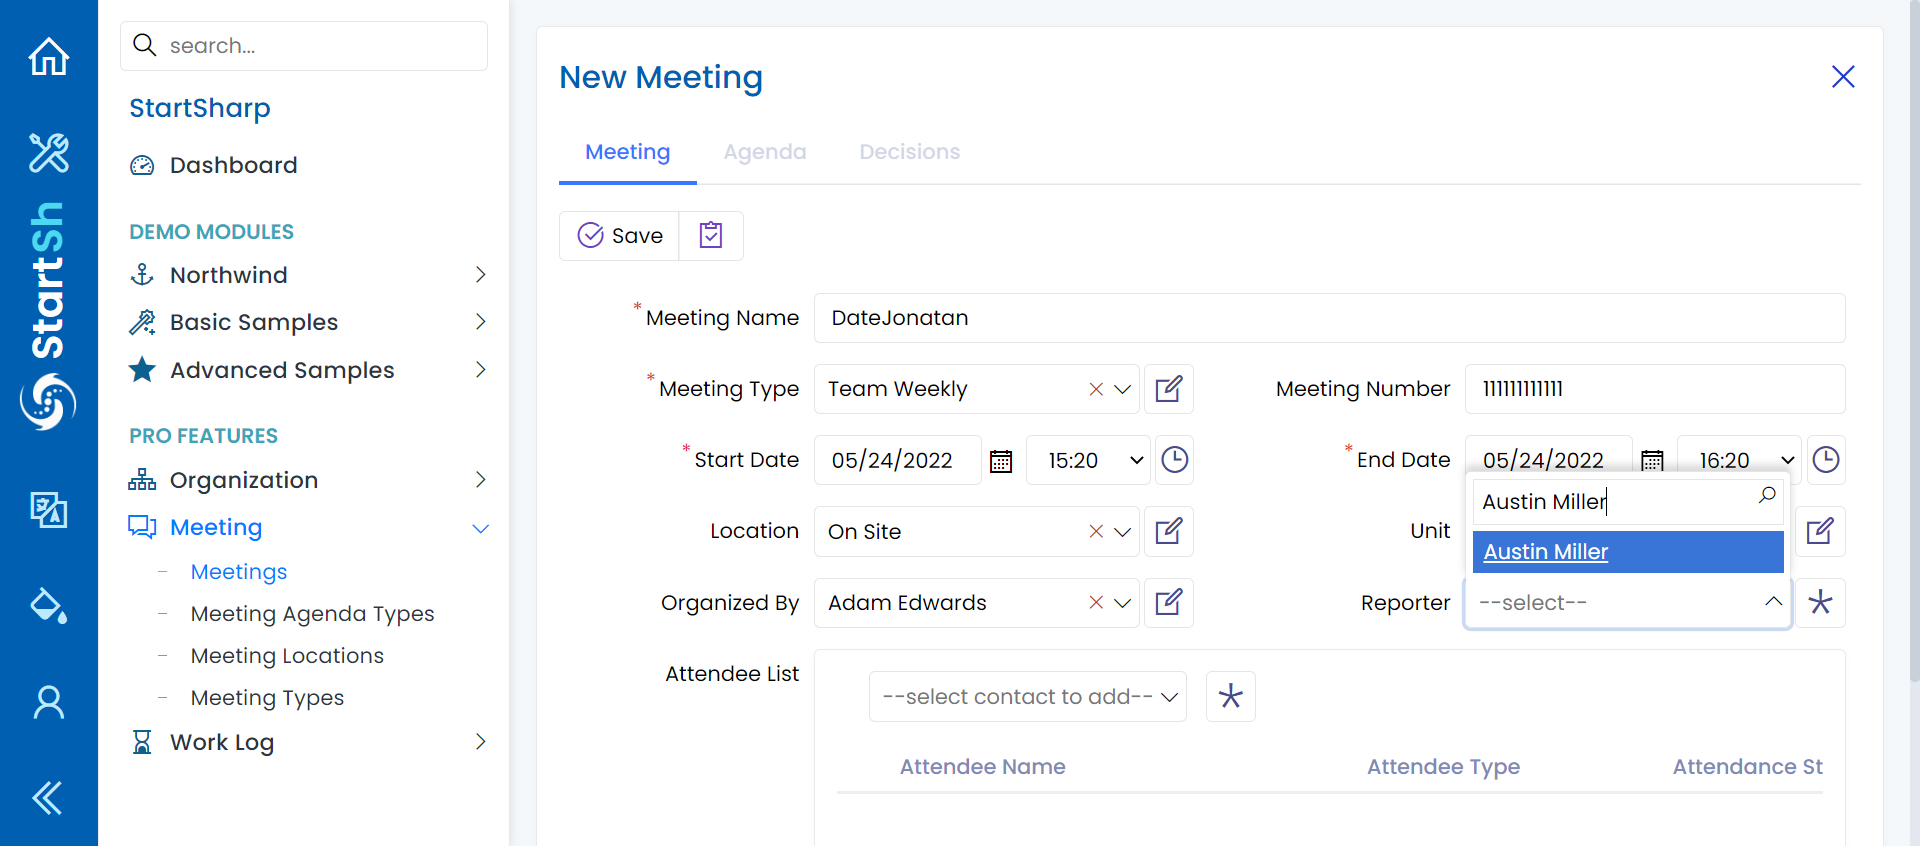 StartSh
search...
StartSharp
Dashboard
DEMO MODULES
Northwind
Basic Samples
Advanced Samples
PRO FEATURES
Organization
Meeting
Meetings
Meeting Agenda Types
Meeting Locations
Meeting Types
Work Log
New Meeting
Meeting Agenda Decisions
Save
* Meeting Name DateJonatan
* Meeting Type Team Weekly Meeting Number 111111111111
* Start Date 05/24/2022 15:20 * End Date 05/24/2022 16:20
Austin Miller
Location On Site Unit
Austin Miller
Organized By Adam Edwards Reporter --select--
Attendee List
--select contact to add--
Attendee Name Attendee Type Attendance St